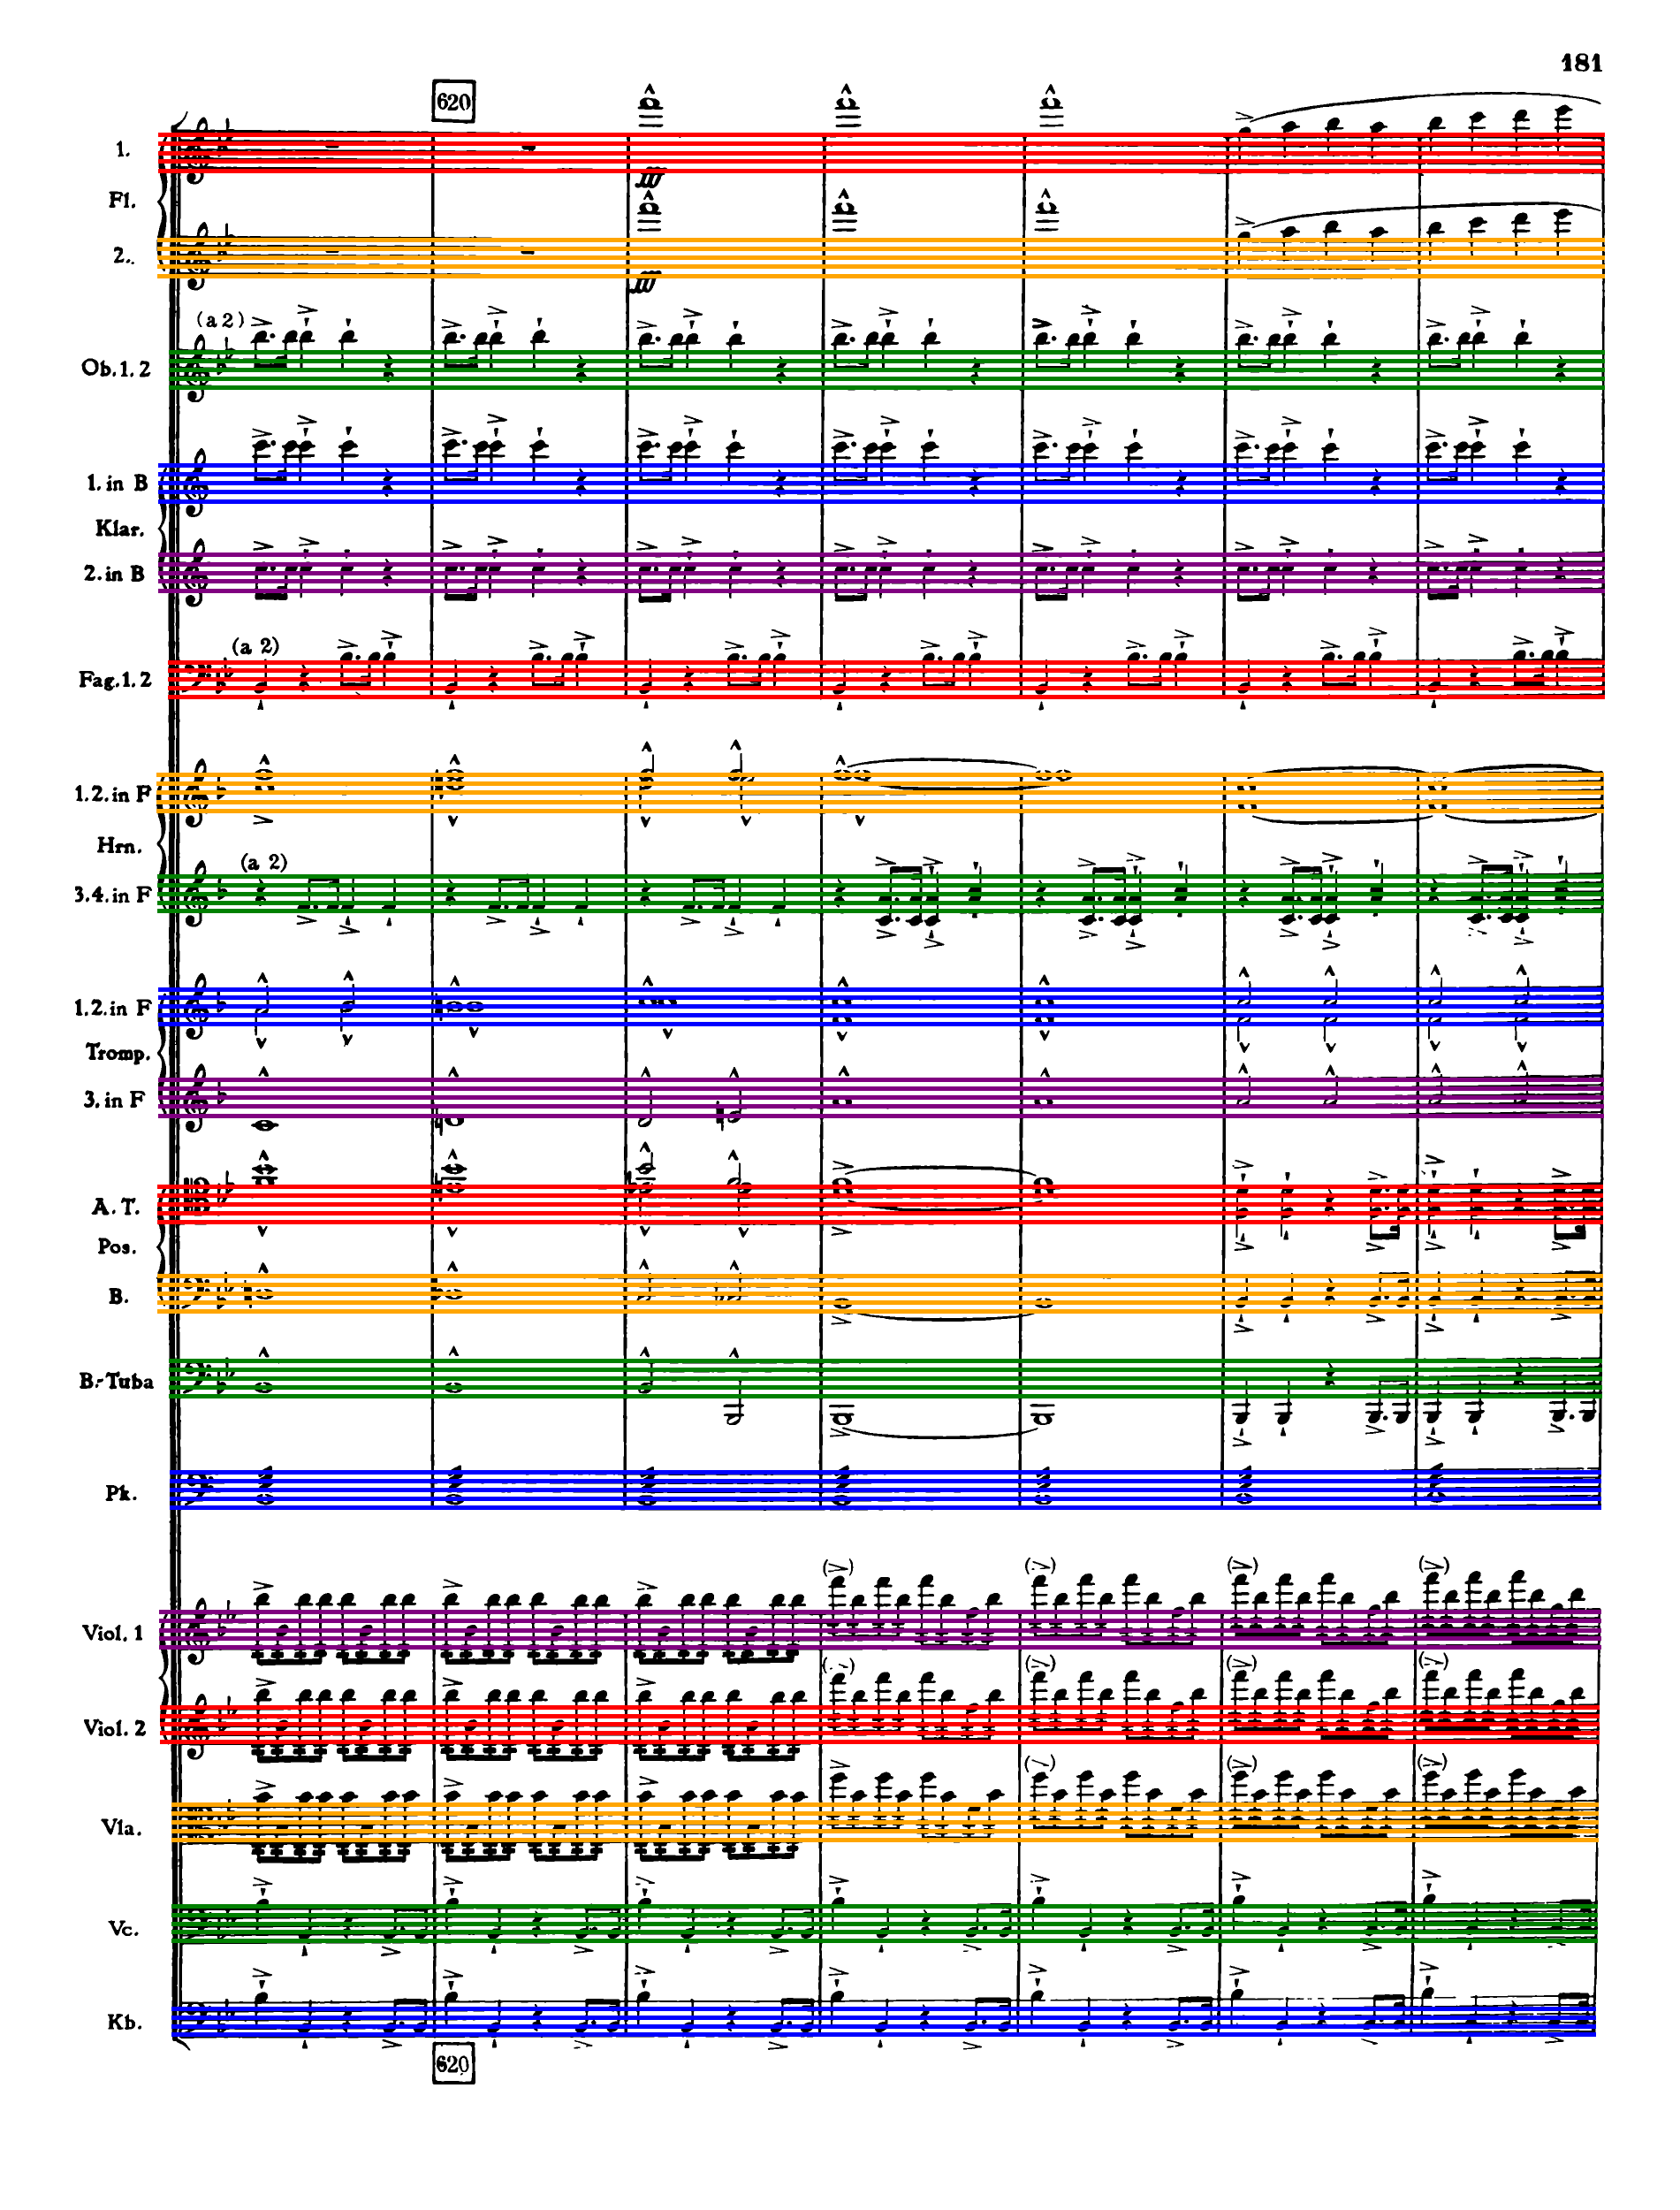 181
620
1.
Fl.
fff
2.
fff
(a 2)
Ob. 1. 2
1. in B
Klar.
2. in B
(a 2)
Fag. 1. 2
1. 2. in F
Hrn.
(a 2)
3. 4. in F
1. 2. in F
Tromp.
3. in F
A. T.
Pos.
B.
B.-Tuba
Pk.
Viol. 1
Viol. 2
Vla.
Vc.
Kb.
620